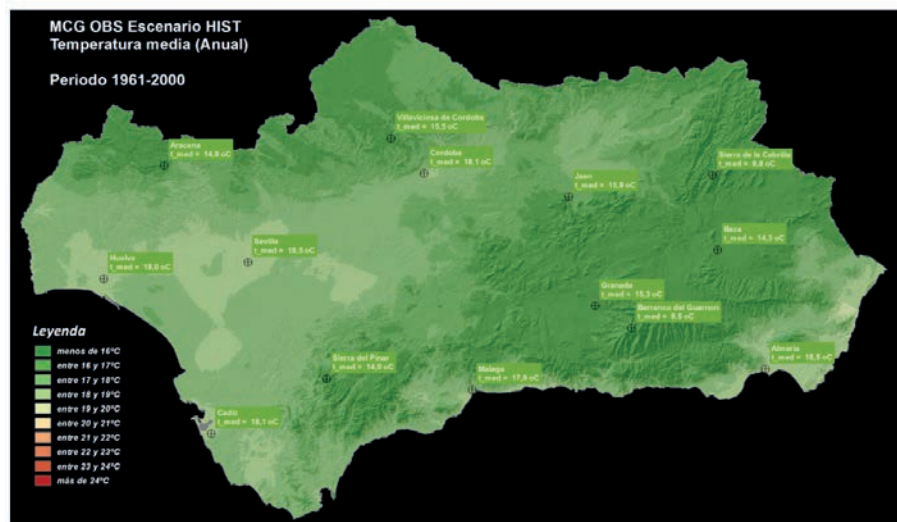 MCG OBS Escenario HIST
Temperatura media (Anual)
Periodo 1961-2000
Villaviciosa de Cordoba
t_med = 15,5 oC
Aracena
t_med = 14,8 oC
Cordoba
t_med = 18.1 oC
Sierra de la Cabrilla
t_med = 9,8 oC
Jaen
t_med = 15,8 oC
Baza
t_med = 14,5 oC
Sevilla
t_med = 18,5 oC
Huelva
t_med = 18,0 oC
Granada
t_med = 15,3 oC
Barranco del Guarnon
t_med = 9,5 oC
Sierra del Pinar
t_med = 14,0 oC
Malaga
t_med = 17,9 oC
Almeria
t_med = 18,5 oC
Cadiz
t_med = 18,1 oC
Leyenda
menos de 16ºC
entre 16 y 17ºC
entre 17 y 18ºC
entre 18 y 19ºC
entre 19 y 20ºC
entre 20 y 21ºC
entre 21 y 22ºC
entre 22 y 23ºC
entre 23 y 24ºC
más de 24ºC